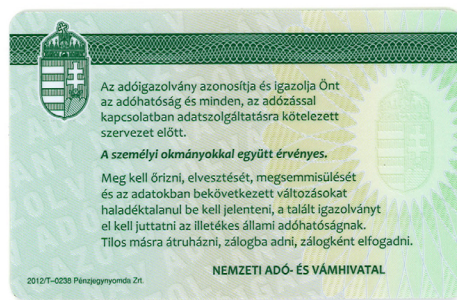 Az adóigazolvány azonosítja és igazolja Önt
az adóhatóság és minden, az adózással
kapcsolatban adatszolgáltatásra kötelezett
szervezet előtt.
A személyi okmányokkal együtt érvényes.
Meg kell őrizni, elvesztését, megsemmisülését
és az adatokban bekövetkezett változásokat
haladéktalanul be kell jelenteni, a talált igazolványt
el kell juttatni az illetékes állami adóhatóságnak.
Tilos másra átruházni, zálogba adni, zálogként elfogadni.
NEMZETI ADÓ- ÉS VÁMHIVATAL
2012/T–0238 Pénzjegynyomda Zrt.